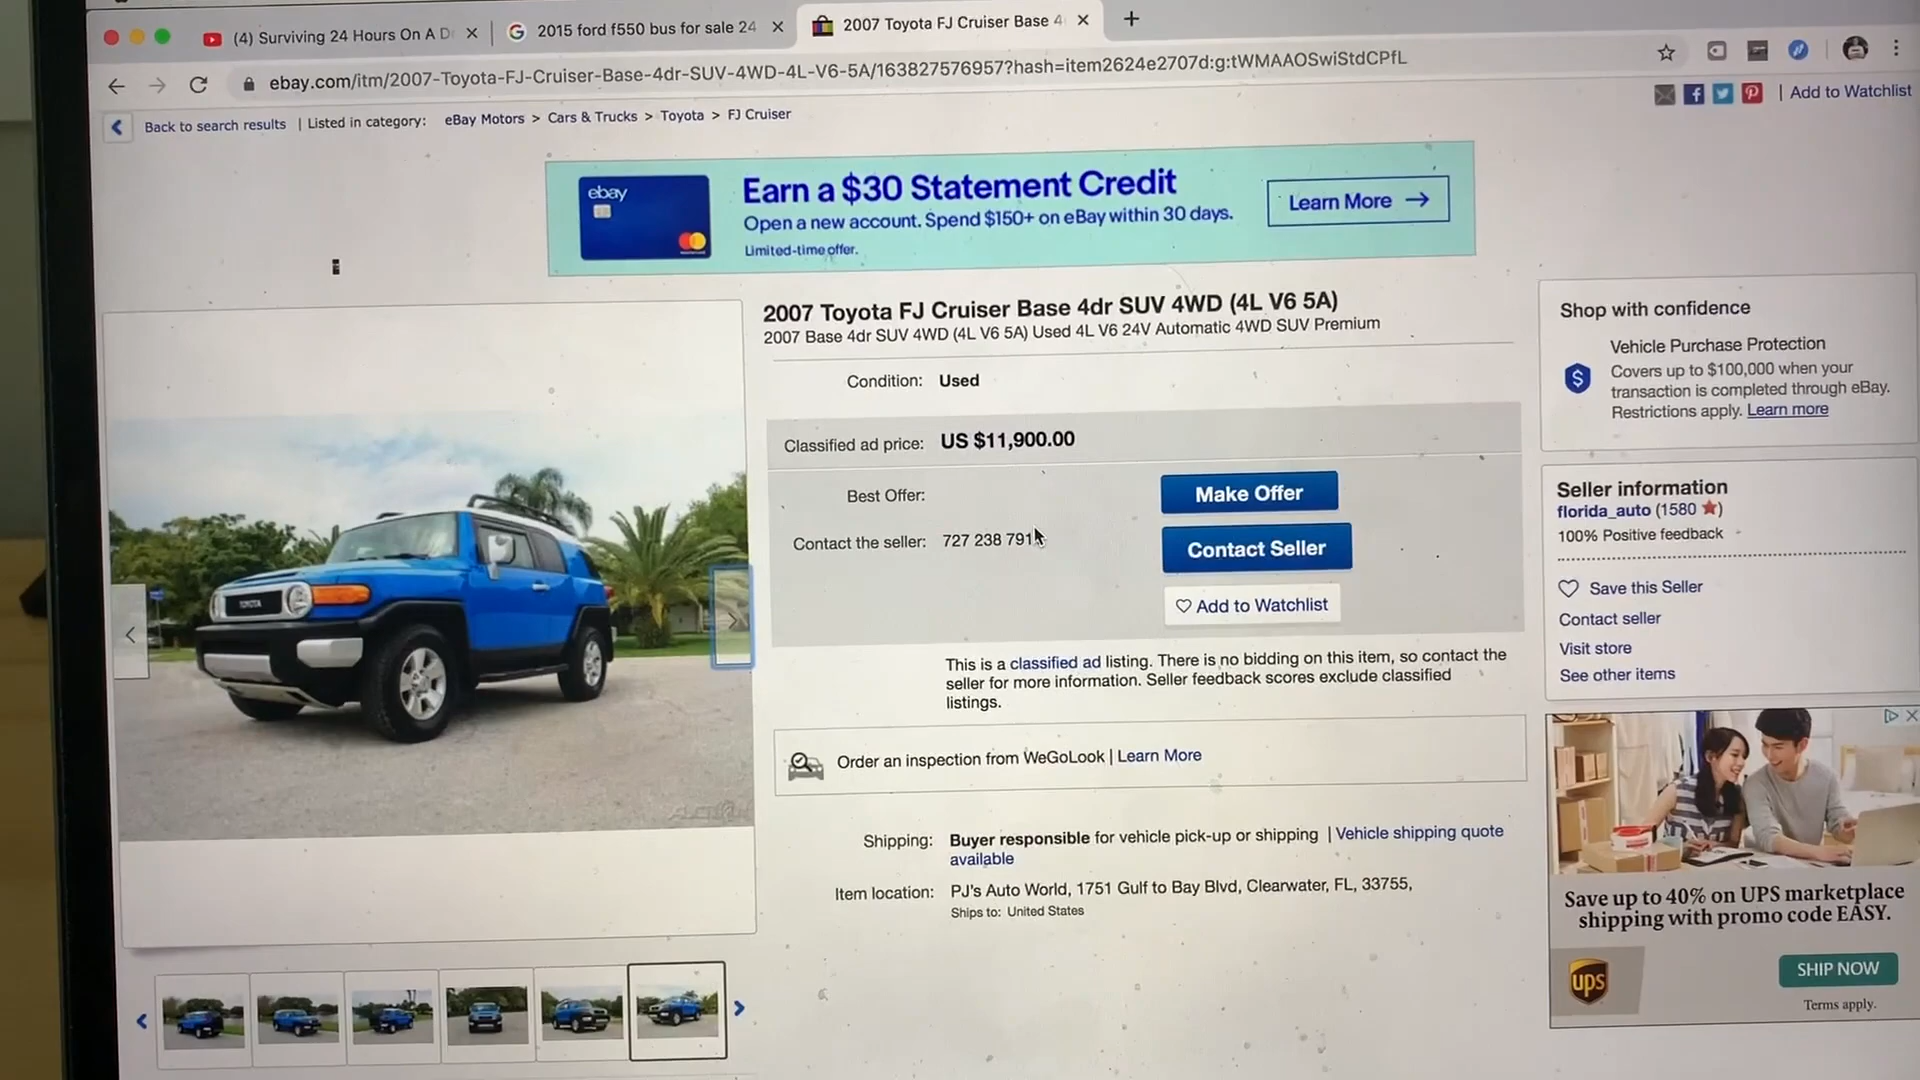 (4) Surviving 24 Hours On A D
2015 ford f550 bus for sale 24
2007 Toyota FJ Cruiser Base 4
ebay.com/itm/2007-Toyota-FJ-Cruiser-Base-4dr-SUV-4WD-4L-V6-5A/163827576957?hash=item2624e2707d:g:tWMAAOSwiStdCPfL
Back to search results | Listed in category: eBay Motors > Cars & Trucks > Toyota > FJ Cruiser
| Add to Watchlist
ebay
Earn a $30 Statement Credit
Open a new account. Spend $150+ on eBay within 30 days.
Limited-time offer.
Learn More →
2007 Toyota FJ Cruiser Base 4dr SUV 4WD (4L V6 5A)
2007 Base 4dr SUV 4WD (4L V6 5A) Used 4L V6 24V Automatic 4WD SUV Premium
Condition: Used
Classified ad price: US $11,900.00
Best Offer:
Make Offer
Contact the seller: 727 238 791
Contact Seller
Add to Watchlist
This is a classified ad listing. There is no bidding on this item, so contact the
seller for more information. Seller feedback scores exclude classified
listings.
Order an inspection from WeGoLook | Learn More
Shipping: Buyer responsible for vehicle pick-up or shipping | Vehicle shipping quote
available
Item location: PJ's Auto World, 1751 Gulf to Bay Blvd, Clearwater, FL, 33755,
Ships to: United States
TOYOTA
Shop with confidence
Vehicle Purchase Protection
Covers up to $100,000 when your
transaction is completed through eBay.
Restrictions apply. Learn more
Seller information
florida_auto (1580 ★)
100% Positive feedback
Save this Seller
Contact seller
Visit store
See other items
Save up to 40% on UPS marketplace
shipping with promo code EASY.
ups
SHIP NOW
Terms apply.